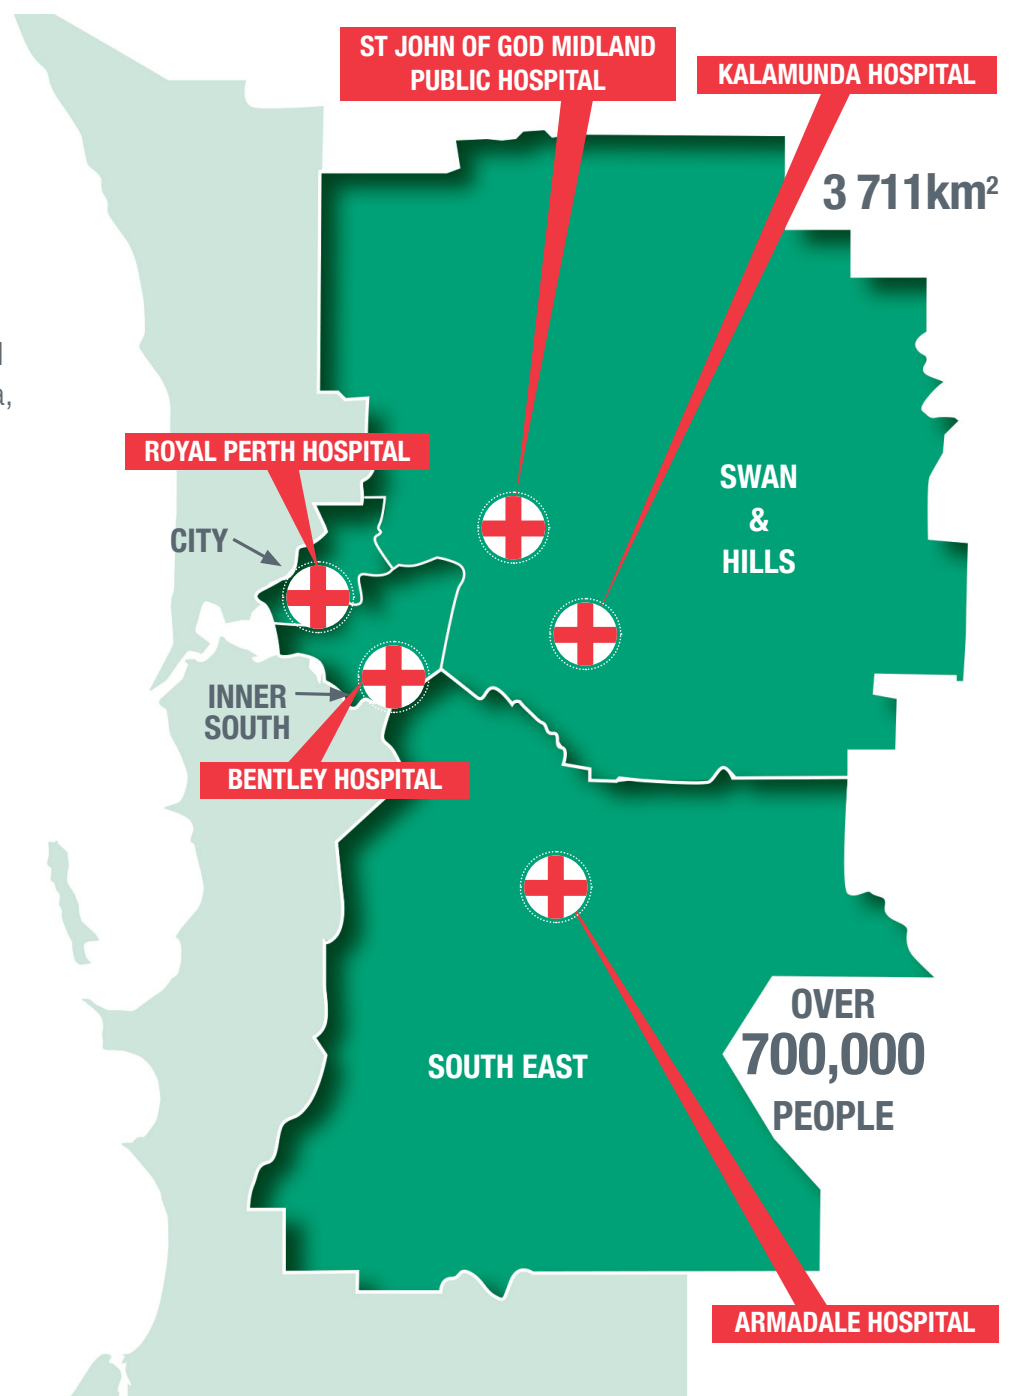 ST JOHN OF GOD MIDLAND
PUBLIC HOSPITAL
KALAMUNDA HOSPITAL
3 711km²
a,
ROYAL PERTH HOSPITAL
SWAN
&
HILLS
CITY
INNER
SOUTH
BENTLEY HOSPITAL
OVER
700,000
PEOPLE
SOUTH EAST
ARMADALE HOSPITAL